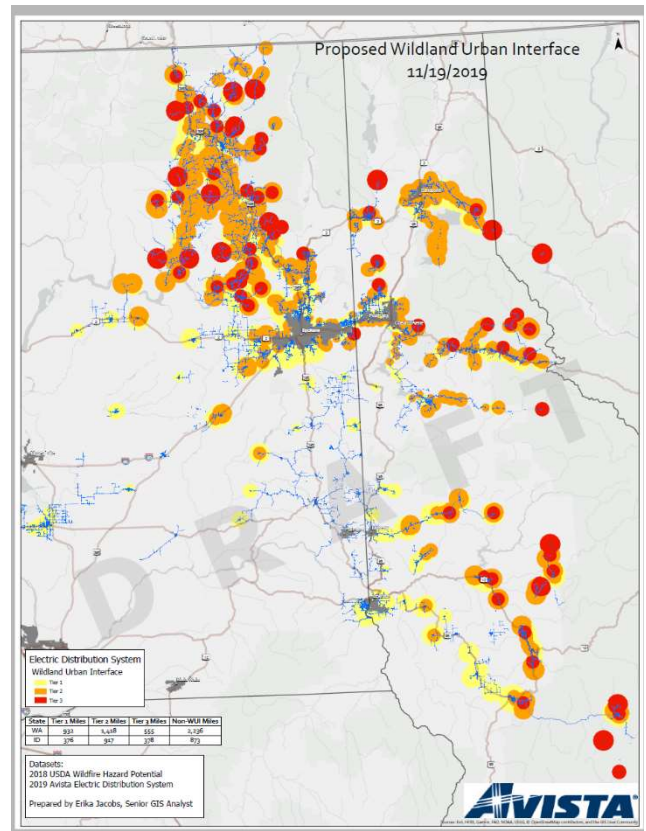 Proposed Wildland Urban Interface
11/19/2019
DRAFT
Electric Distribution System
Wildland Urban Interface
Tier 1
Tier 2
Tier 3
State Tier 1 Miles Tier 2 Miles Tier 3 Miles Non-WUI Miles
WA 932 1,418 555 2,236
ID 376 917 378 873
Datasets:
2018 USDA Wildfire Hazard Potential
2019 Avista Electric Distribution System
Prepared by Erika Jacobs, Senior GIS Analyst
AVISTA